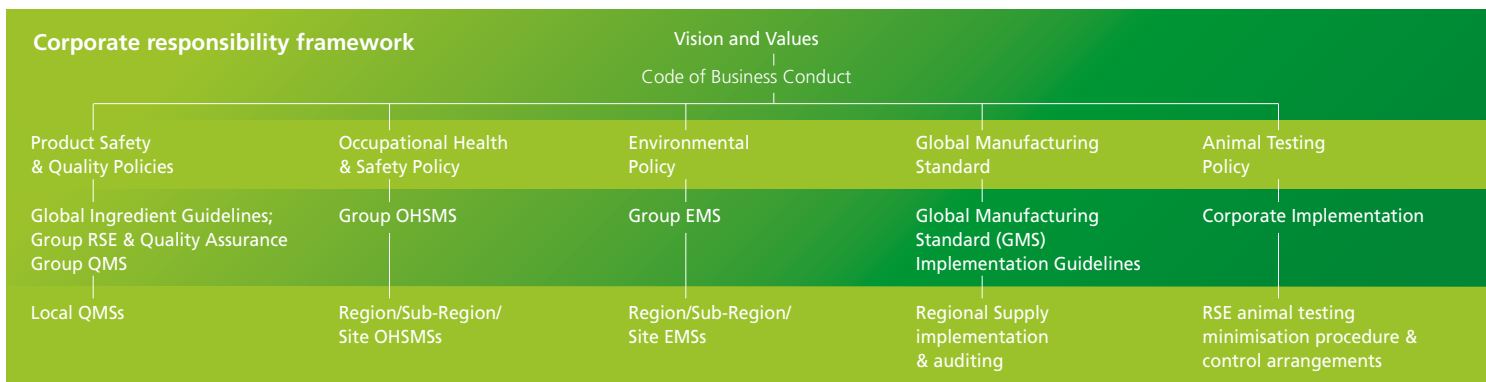 Corporate responsibility framework
Vision and Values
Code of Business Conduct
Product Safety
& Quality Policies
Occupational Health
& Safety Policy
Environmental
Policy
Global Manufacturing
Standard
Animal Testing
Policy
Global Ingredient Guidelines;
Group RSE & Quality Assurance
Group QMS
Group OHSMS
Group EMS
Global Manufacturing
Standard (GMS)
Implementation Guidelines
Corporate Implementation
Local QMSs
Region/Sub-Region/
Site OHSMSs
Region/Sub-Region/
Site EMSs
Regional Supply
implementation
& auditing
RSE animal testing
minimisation procedure &
control arrangements